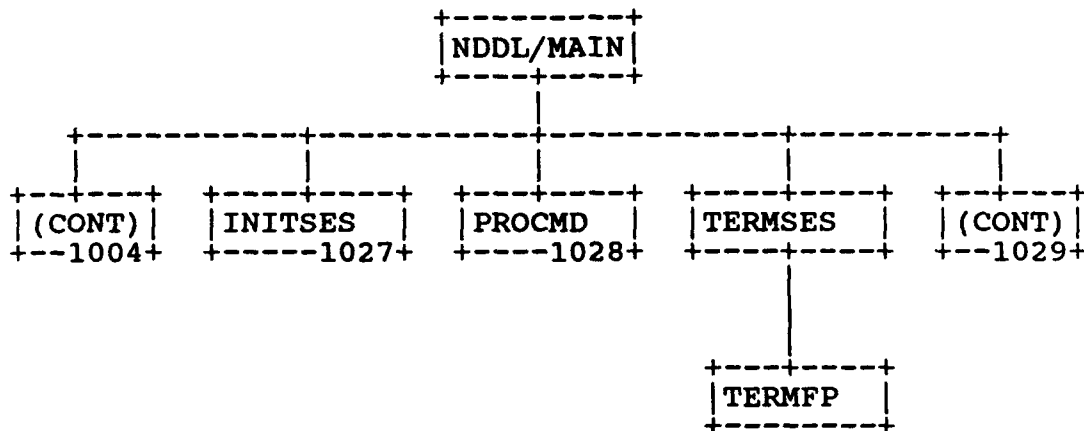 NDDL/MAIN
(CONT) INITSES PROCMD TERMSES (CONT)
1004 1027 1028 1029
TERMFP